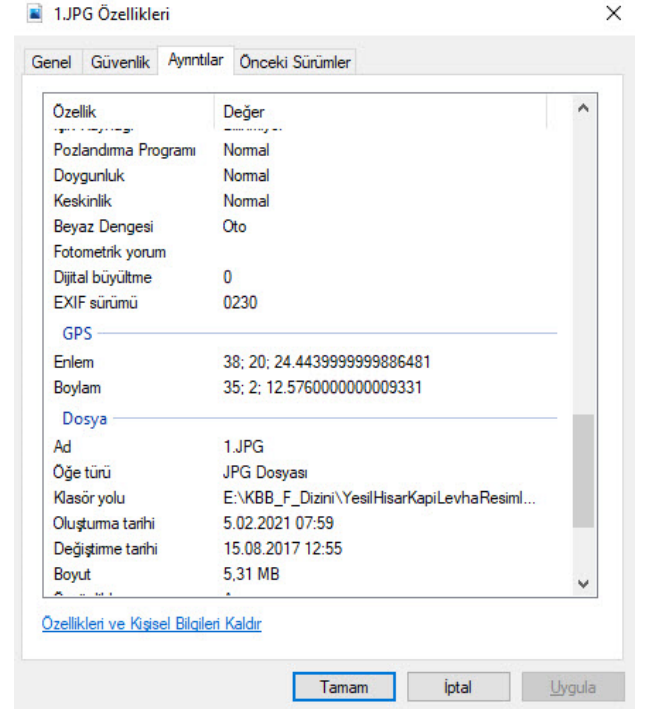 1.JPG Özellikleri
Genel Güvenlik Ayrıntılar Önceki Sürümler
Özellik Değer
Pozlandırma Programı Normal
Doygunluk Normal
Keskinlik Normal
Beyaz Dengesi Oto
Fotometrik yorum
Dijital büyültme 0
EXIF sürümü 0230
GPS
Enlem 38; 20; 24.4439999999886481
Boylam 35; 2; 12.5760000000009331
Dosya
Ad 1.JPG
Öğe türü JPG Dosyası
Klasör yolu E:\KBB_F_Dizini\YesilHisarKapiLevhaResiml...
Oluşturma tarihi 5.02.2021 07:59
Değiştirme tarihi 15.08.2017 12:55
Boyut 5,31 MB
Özellikleri ve Kişisel Bilgileri Kaldır
Tamam İptal Uygula